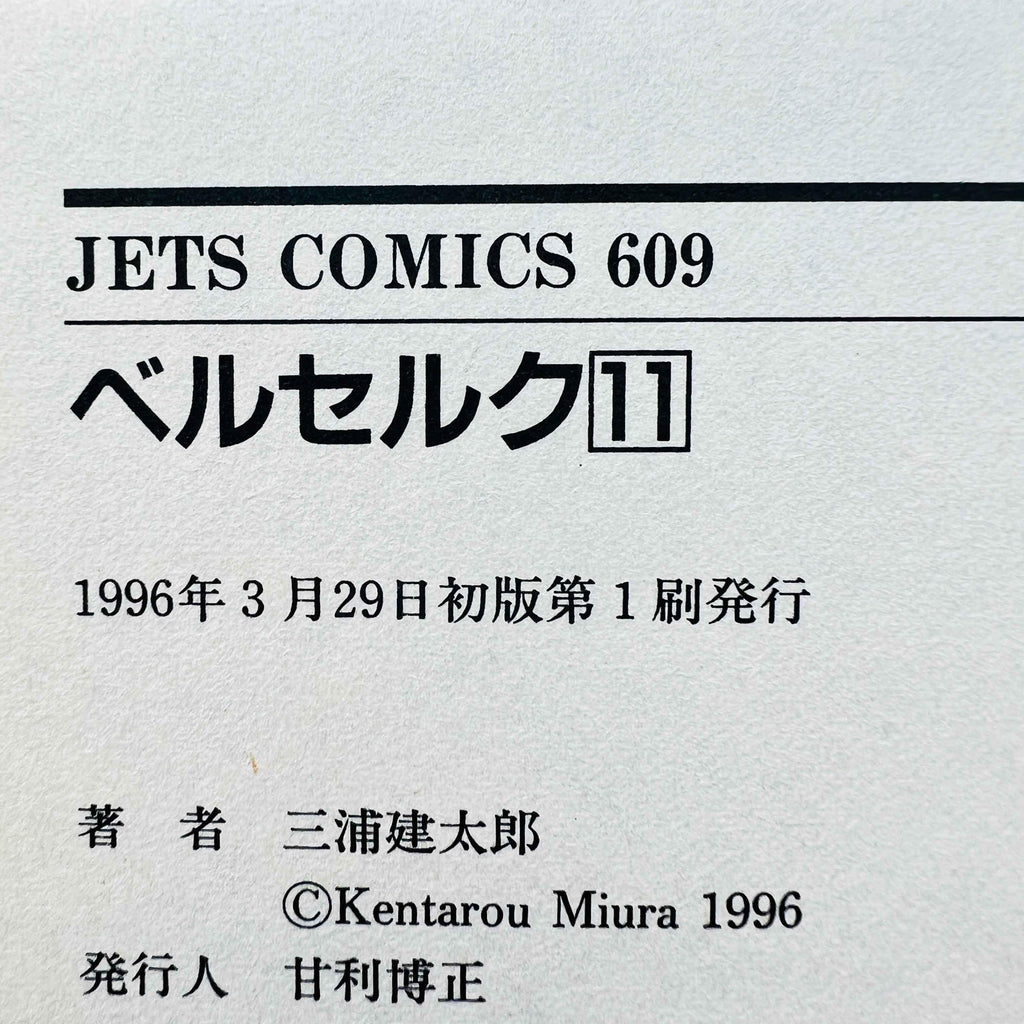 JETS COMICS 609
ベルセルク11
1996年3月29日初版第1刷発行
著者 三浦建太郎
©Kentarou Miura 1996
発行人 甘利博正